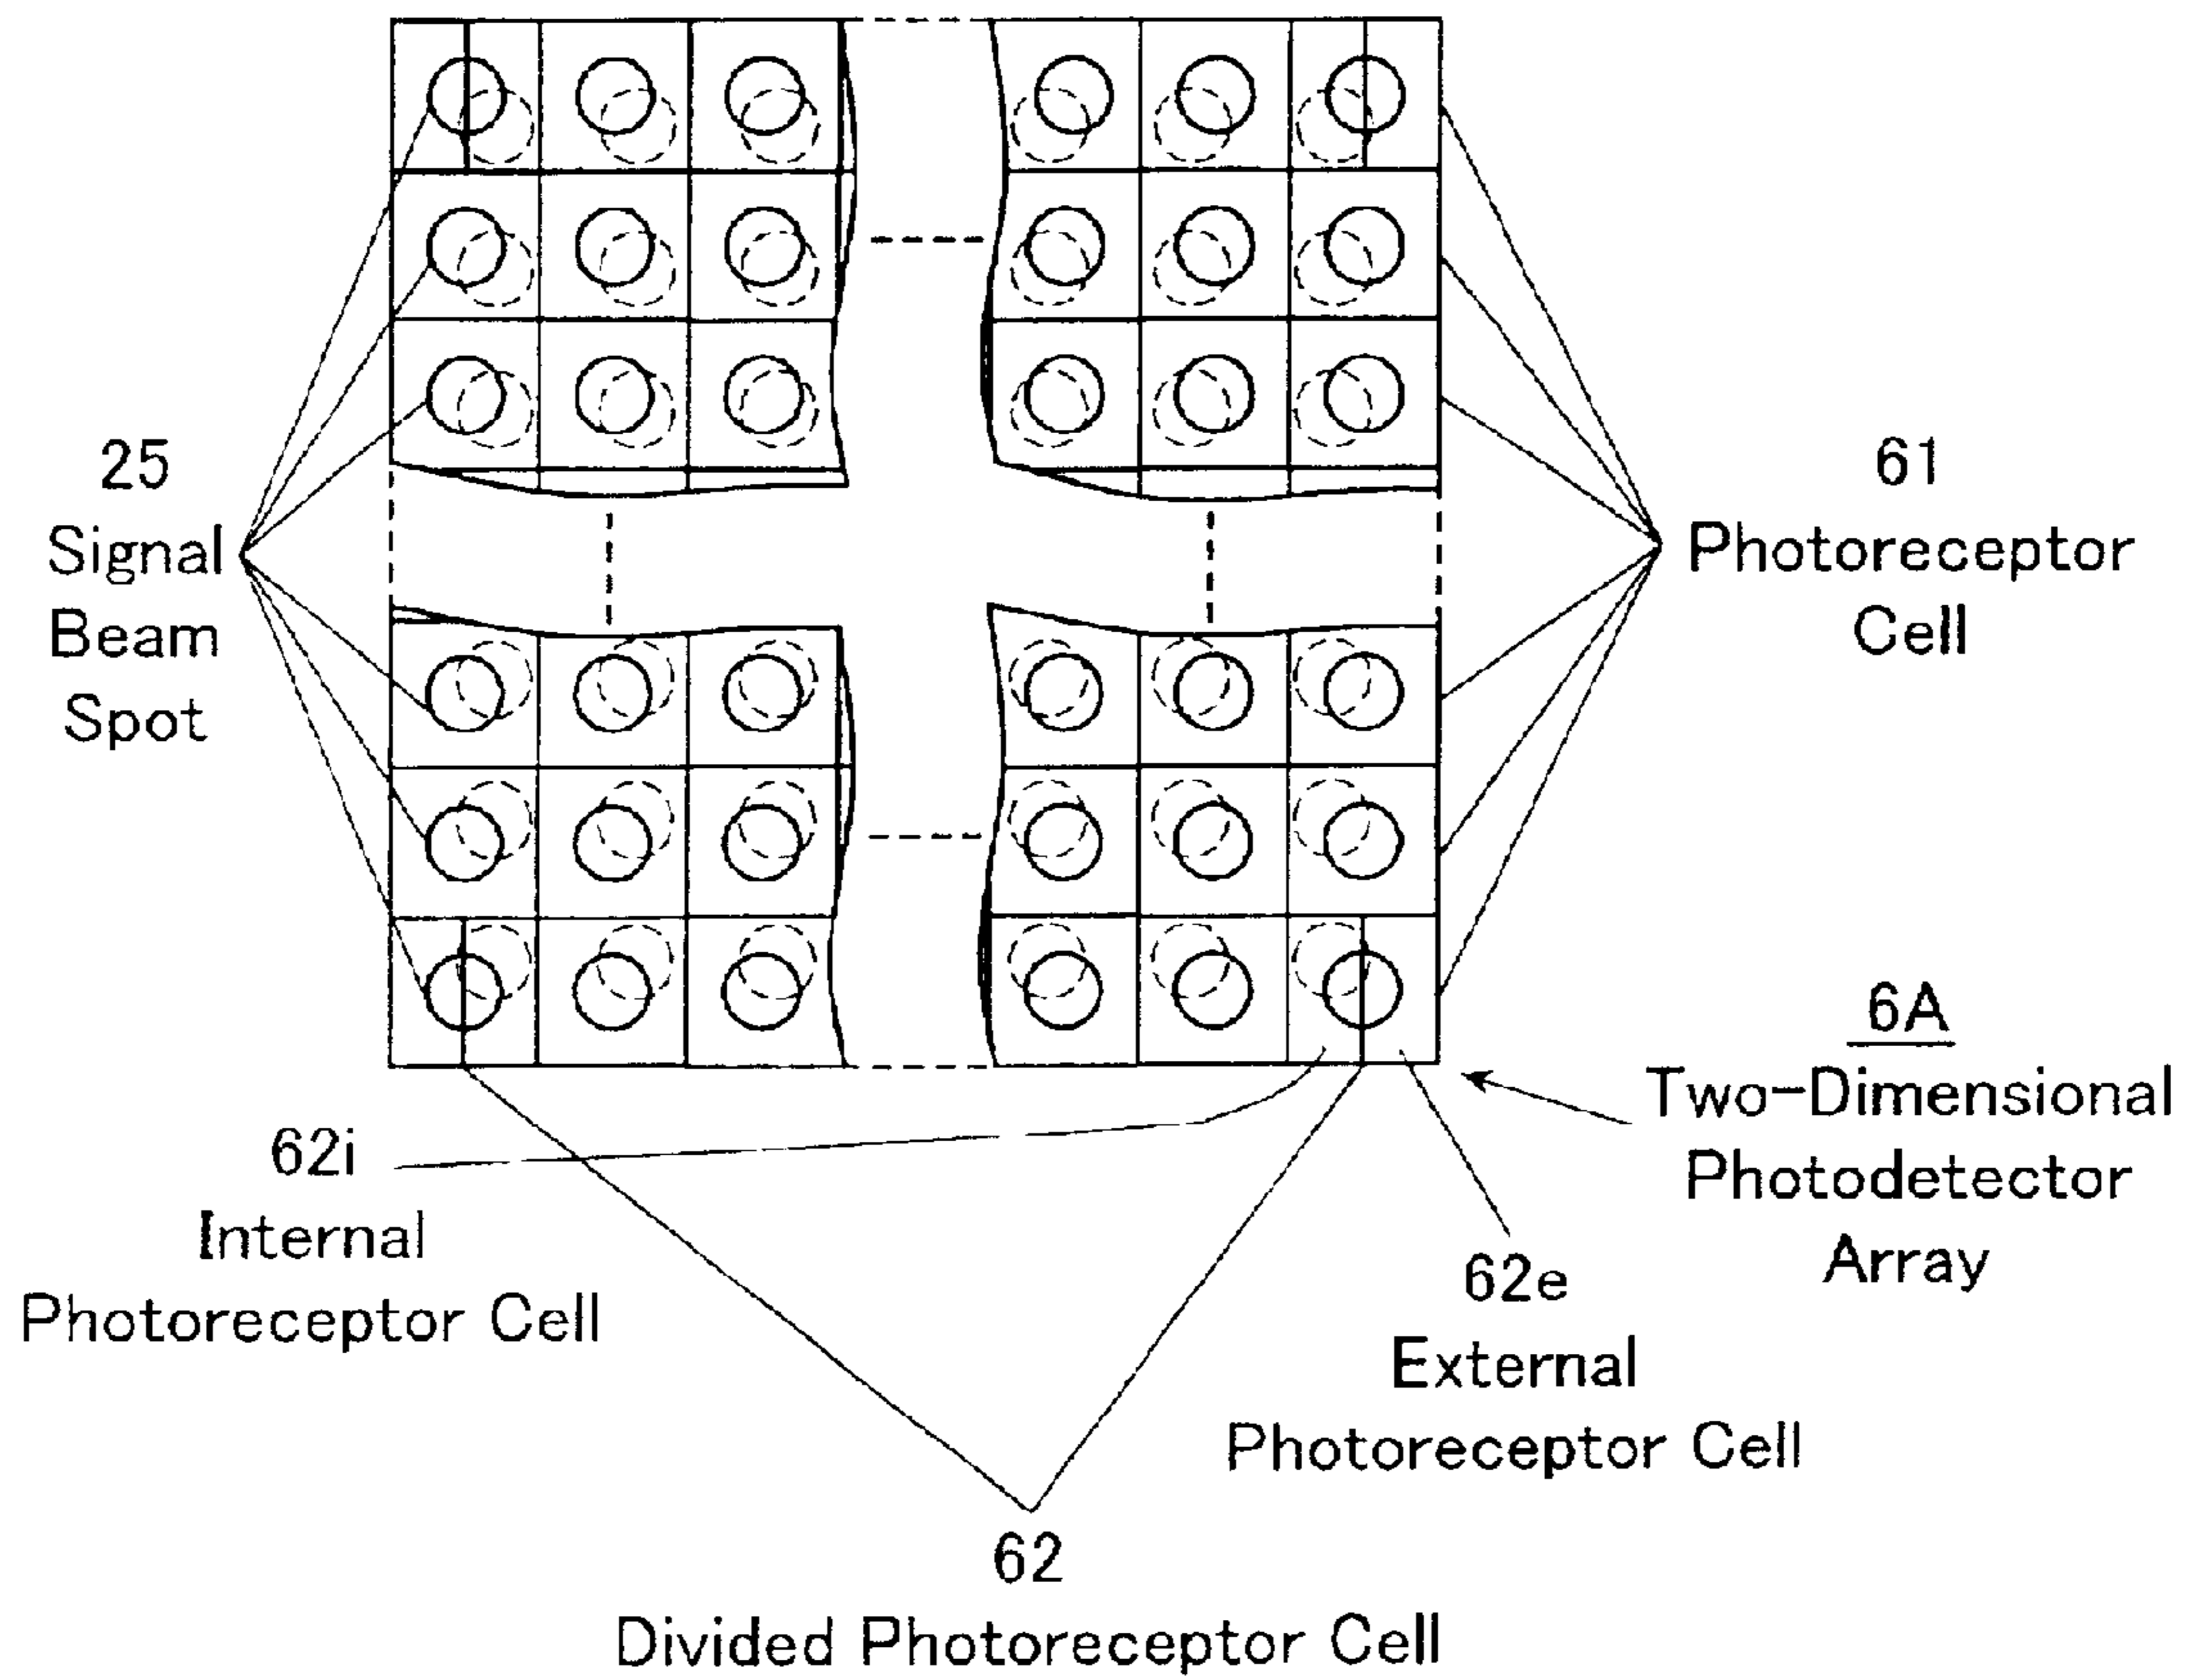 25
Signal
Beam
Spot
61
Photoreceptor
Cell
6A
Two-Dimensional
Photodetector
Array
62i
Internal
Photoreceptor Cell
62e
External
Photoreceptor Cell
62
Divided Photoreceptor Cell